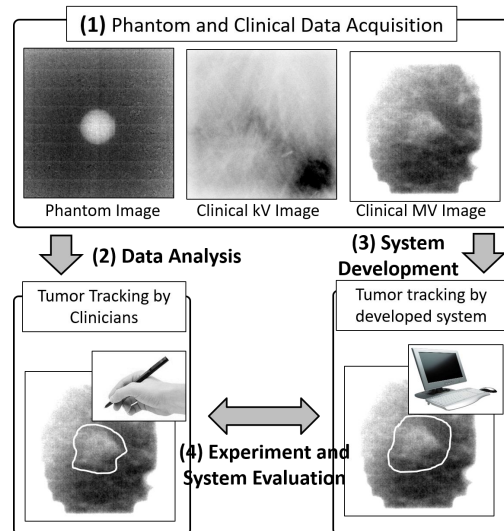 (1) Phantom and Clinical Data Acquisition
Phantom Image
Clinical kV Image
Clinical MV Image
(2) Data Analysis
(3) System
Development
Tumor Tracking by
Clinicians
Tumor tracking by
developed system
(4) Experiment and
System Evaluation